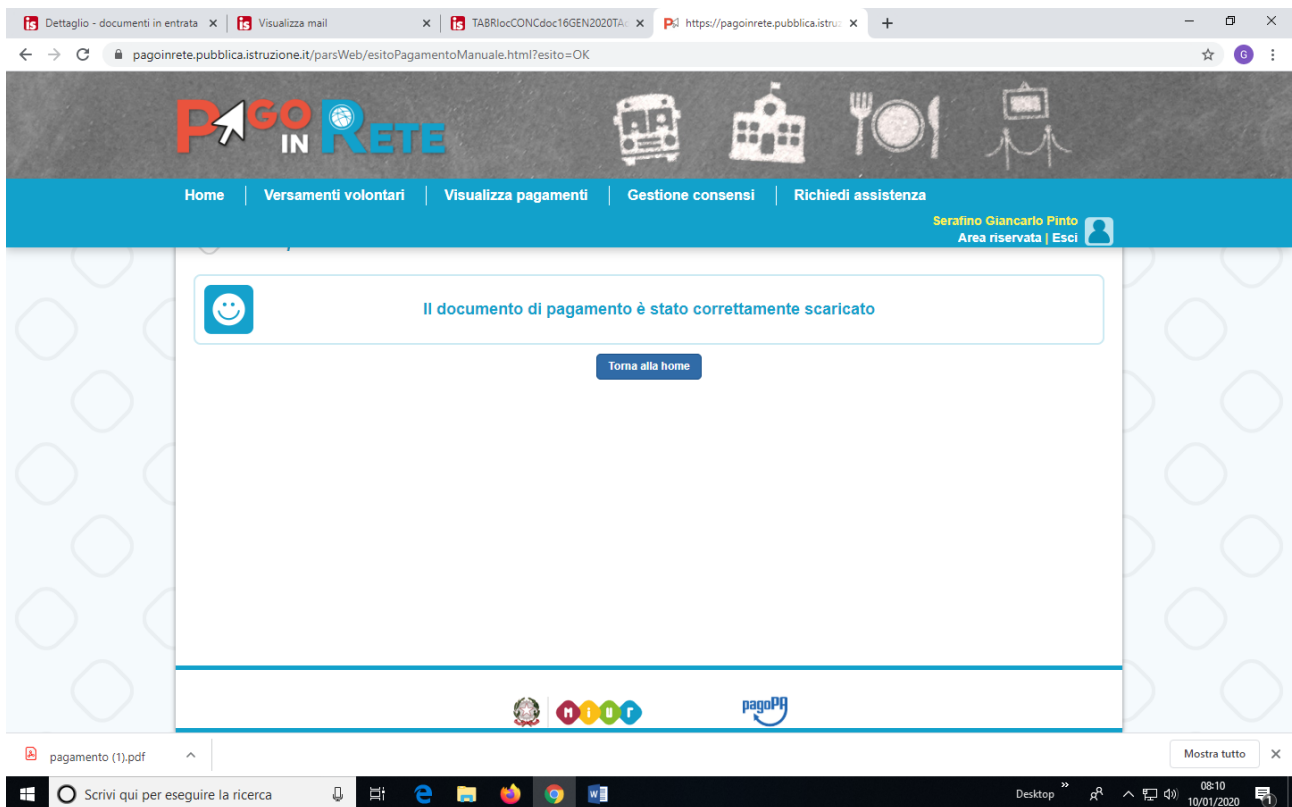 Dettaglio - documenti in entrata
Visualizza mail
TABRIocCONCdoc16GEN2020TA
https://pagoinrete.pubblica.istru
pagoinrete.pubblica.istruzione.it/parsWeb/esitoPagamentoManuale.html?esito=OK
G
PAGO IN RETE
Home | Versamenti volontari | Visualizza pagamenti | Gestione consensi | Richiedi assistenza
Serafino Giancarlo Pinto
Area riservata | Esci
Il documento di pagamento è stato correttamente scaricato
Torna alla home
MIUR
pagoPA
pagamento (1).pdf
Mostra tutto
Scrivi qui per eseguire la ricerca
Desktop
08:10
10/01/2020